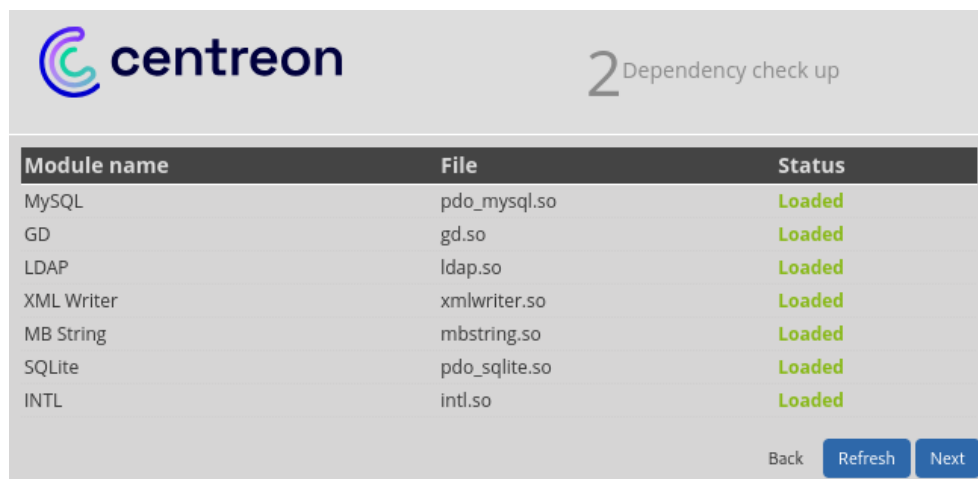 centreon
2 Dependency check up
Module name File Status
MySQL pdo_mysql.so Loaded
GD gd.so Loaded
LDAP ldap.so Loaded
XML Writer xmlwriter.so Loaded
MB String mbstring.so Loaded
SQLite pdo_sqlite.so Loaded
INTL intl.so Loaded
Back Refresh Next